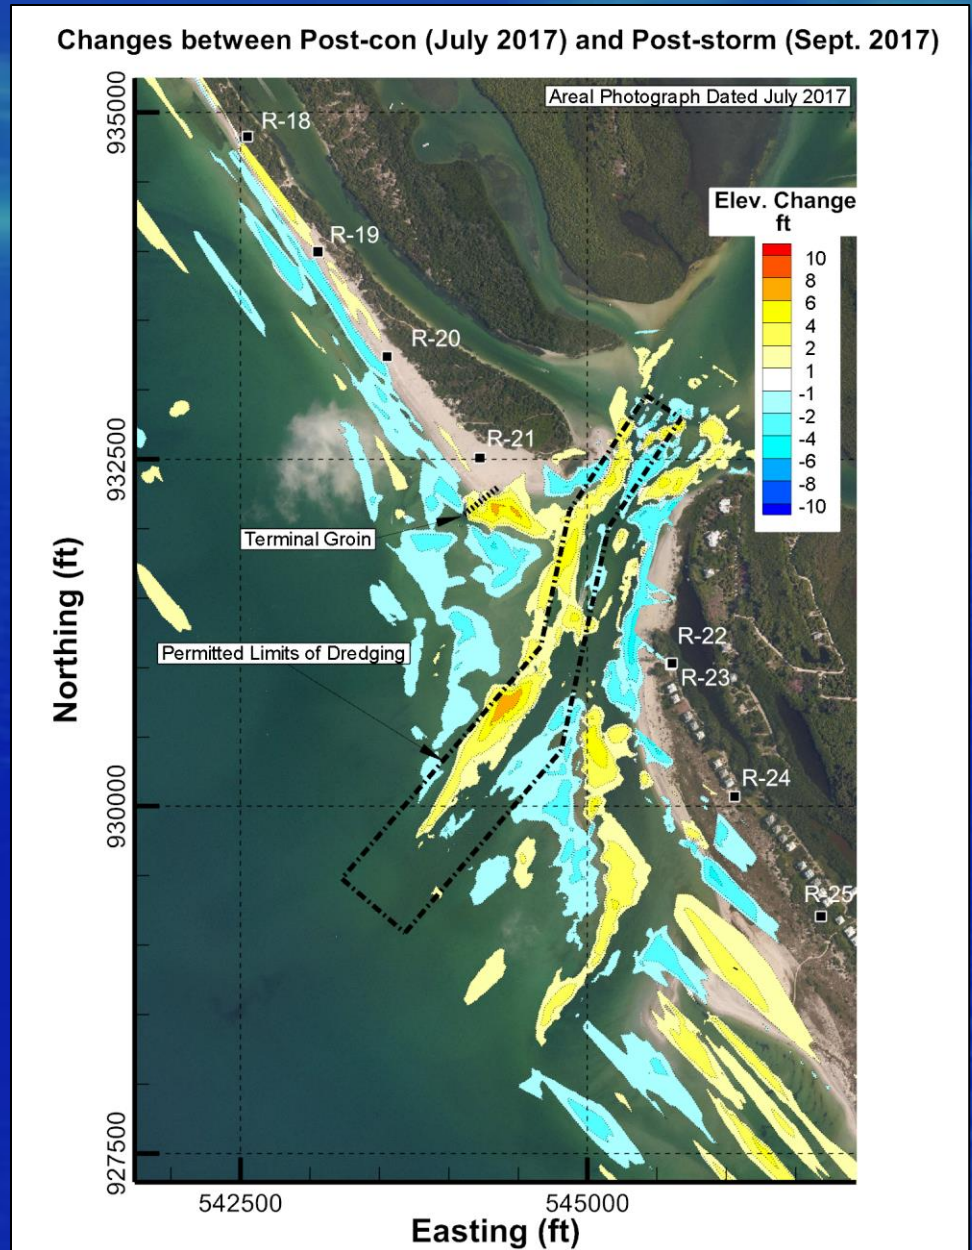 Changes between Post-con (July 2017) and Post-storm (Sept. 2017)
Areal Photograph Dated July 2017
R-18
R-19
R-20
R-21
R-22
R-23
R-24
R-25
Elev. Change
ft
10
8
6
4
2
1
-1
-2
-4
-6
-8
-10
Terminal Groin
Permitted Limits of Dredging
Northing (ft)
935000
932500
930000
927500
542500
545000
Easting (ft)